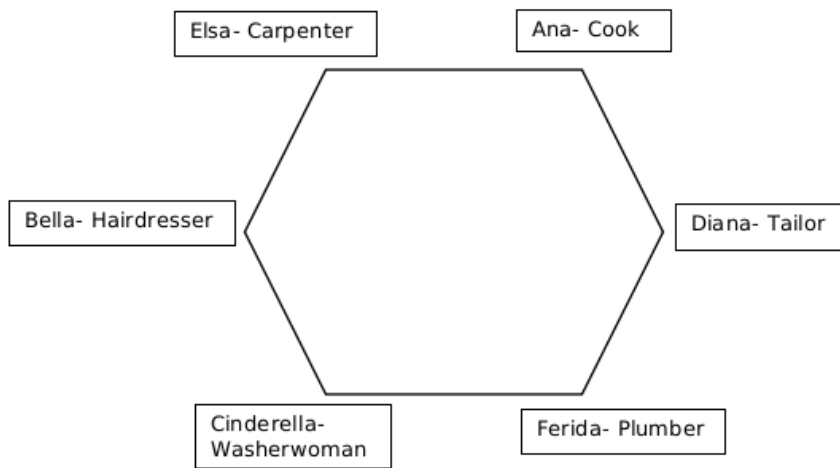 Elsa- Carpenter
Ana- Cook
Bella- Hairdresser
Diana- Tailor
Cinderella-
Washerwoman
Ferida- Plumber